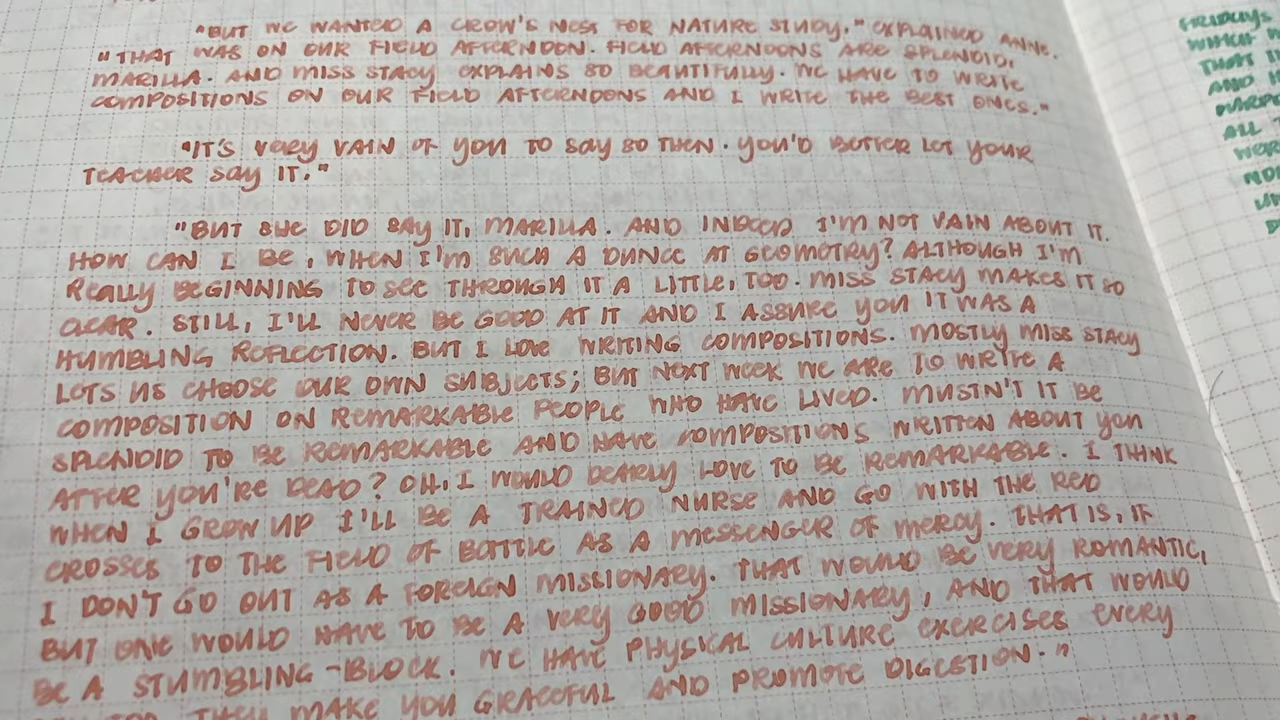 "BUT WE WANTED A CROW'S NEST FOR NATURE STUDY," EXPLAINED ANNE.
"THAT WAS ON OUR FIELD AFTERNOON. FIELD AFTERNOONS ARE SPLENDID,
MARILLA. AND MISS STACY EXPLAINS SO BEAUTIFULLY. WE HAVE TO WRITE
COMPOSITIONS ON OUR FIELD AFTERNOONS AND I WRITE THE BEST ONES."
"IT'S VERY VAIN OF YOU TO SAY SO THEN. YOU'D BETTER LET YOUR
TEACHER SAY IT."
"BUT SHE DID SAY IT, MARILLA. AND INDEED I'M NOT VAIN ABOUT IT.
HOW CAN I BE, WHEN I'M SUCH A DUNCE AT GEOMETRY? ALTHOUGH I'M
REALLY BEGINNING TO SEE THROUGH IT A LITTLE, TOO. MISS STACY MAKES IT SO
CLEAR. STILL, I'LL NEVER BE GOOD AT IT AND I ASSURE YOU IT WAS A
HUMBLING REFLECTION. BUT I LOVE WRITING COMPOSITIONS. MOSTLY MISS STACY
LETS US CHOOSE OUR OWN SUBJECTS; BUT NEXT WEEK WE ARE TO WRITE A
COMPOSITION ON REMARKABLE PEOPLE WHO HAVE LIVED. MUSTN'T IT BE
SPLENDID TO BE REMARKABLE AND HAVE COMPOSITIONS WRITTEN ABOUT YOU
AFTER YOU'RE DEAD? OH, I WOULD DEARLY LOVE TO BE REMARKABLE. I THINK
WHEN I GROW UP I'LL BE A TRAINED NURSE AND GO WITH THE RED
CROSSES TO THE FIELD OF BATTLE AS A MESSENGER OF MERCY. THAT IS, IF
I DON'T GO OUT AS A FOREIGN MISSIONARY. THAT WOULD BE VERY ROMANTIC,
BUT ONE WOULD HAVE TO BE A VERY GOOD MISSIONARY, AND THAT WOULD
BE A STUMBLING-BLOCK. WE HAVE PHYSICAL CULTURE EXERCISES EVERY
THEY MAKE YOU GRACEFUL AND PROMOTE DIGESTION."
FRIDAYS
THAT
AND
ALL